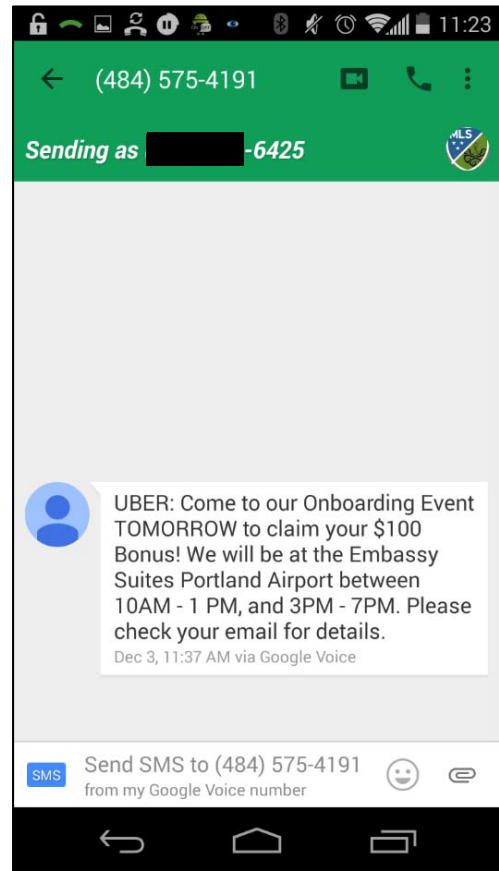 11:23
(484) 575-4191
Sending as -6425
MLS
UBER: Come to our Onboarding Event
TOMORROW to claim your $100
Bonus! We will be at the Embassy
Suites Portland Airport between
10AM - 1 PM, and 3PM - 7PM. Please
check your email for details.
Dec 3, 11:37 AM via Google Voice
SMS
Send SMS to (484) 575-4191
from my Google Voice number